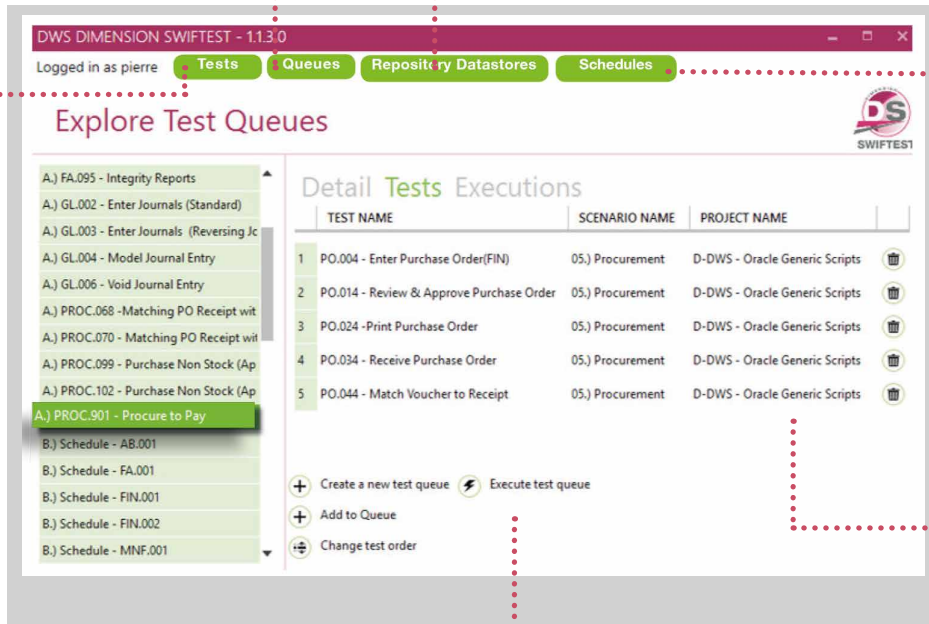 DWS DIMENSION SWIFTEST - 1.1.3.0
Logged in as pierre Tests Queues Repository Datastores Schedules
Explore Test Queues
DS
SWIFTEST
A.) FA.095 - Integrity Reports
A.) GL.002 - Enter Journals (Standard)
A.) GL.003 - Enter Journals (Reversing Jc
A.) GL.004 - Model Journal Entry
A.) GL.006 - Void Journal Entry
A.) PROC.068 -Matching PO Receipt wit
A.) PROC.070 - Matching PO Receipt wit
A.) PROC.099 - Purchase Non Stock (Ap
A.) PROC.102 - Purchase Non Stock (Ap
A.) PROC.901 - Procure to Pay
B.) Schedule - AB.001
B.) Schedule - FA.001
B.) Schedule - FIN.001
B.) Schedule - FIN.002
B.) Schedule - MNF.001
Detail Tests Executions
TEST NAME SCENARIO NAME PROJECT NAME
1 PO.004 - Enter Purchase Order(FIN) 05.) Procurement D-DWS - Oracle Generic Scripts
2 PO.014 - Review & Approve Purchase Order 05.) Procurement D-DWS - Oracle Generic Scripts
3 PO.024 -Print Purchase Order 05.) Procurement D-DWS - Oracle Generic Scripts
4 PO.034 - Receive Purchase Order 05.) Procurement D-DWS - Oracle Generic Scripts
5 PO.044 - Match Voucher to Receipt 05.) Procurement D-DWS - Oracle Generic Scripts
Create a new test queue Execute test queue
Add to Queue
Change test order